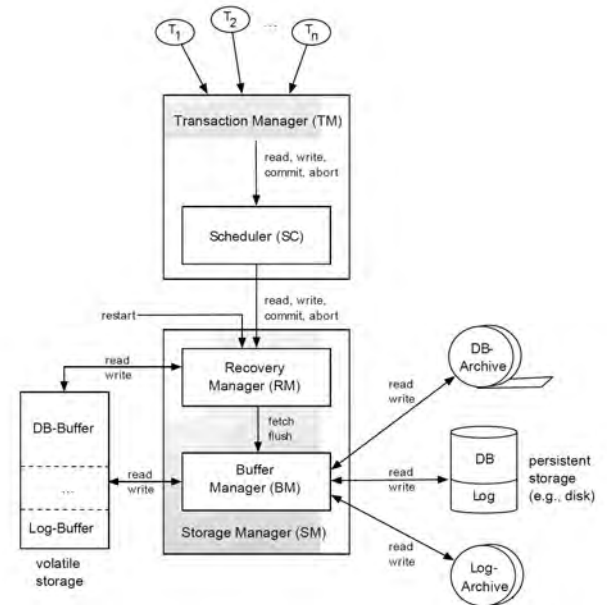 T1 T2 ... Tn
Transaction Manager (TM)
read, write,
commit, abort
Scheduler (SC)
read, write,
commit, abort
restart
Recovery
Manager (RM)
read
write
fetch
flush
Buffer
Manager (BM)
read
write
Storage Manager (SM)
DB-Buffer
...
Log-Buffer
volatile
storage
read
write
DB-
Archive
read
write
DB
Log
persistent
storage
(e.g., disk)
read
write
Log-
Archive